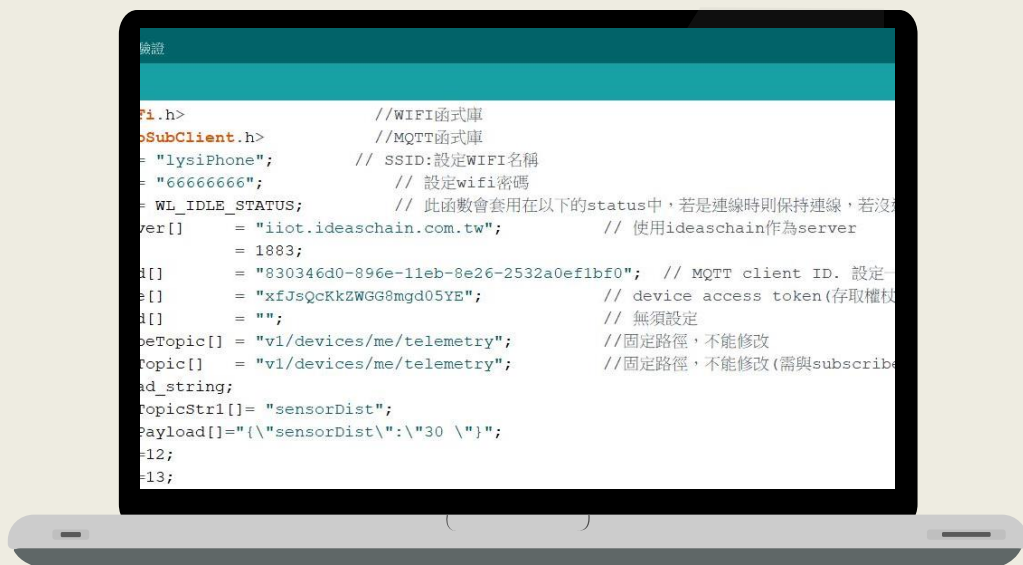 驗證
Fi.h> //WIFI函式庫
SubClient.h> //MQTT函式庫
= "lysiPhone"; // SSID:設定WIFI名稱
= "66666666"; // 設定wifi密碼
= WL_IDLE_STATUS; // 此函數會套用在以下的status中，若是連線時則保持連線，若沒
ver[] = "iiot.ideaschain.com.tw"; // 使用ideaschain作為server
= 1883;
d[] = "830346d0-896e-11eb-8e26-2532a0ef1bf0"; // MQTT client ID. 設定一
e[] = "xfJsQcKkZWGG8mgd05YE"; // device access token(存取權杖
d[] = ""; // 無須設定
beTopic[] = "v1/devices/me/telemetry"; //固定路徑，不能修改
Topic[] = "v1/devices/me/telemetry"; //固定路徑，不能修改(需與subscribe
ad_string;
TopicStr1[]= "sensorDist";
Payload[]="{\"sensorDist\":\"30 \"}";
=12;
=13;